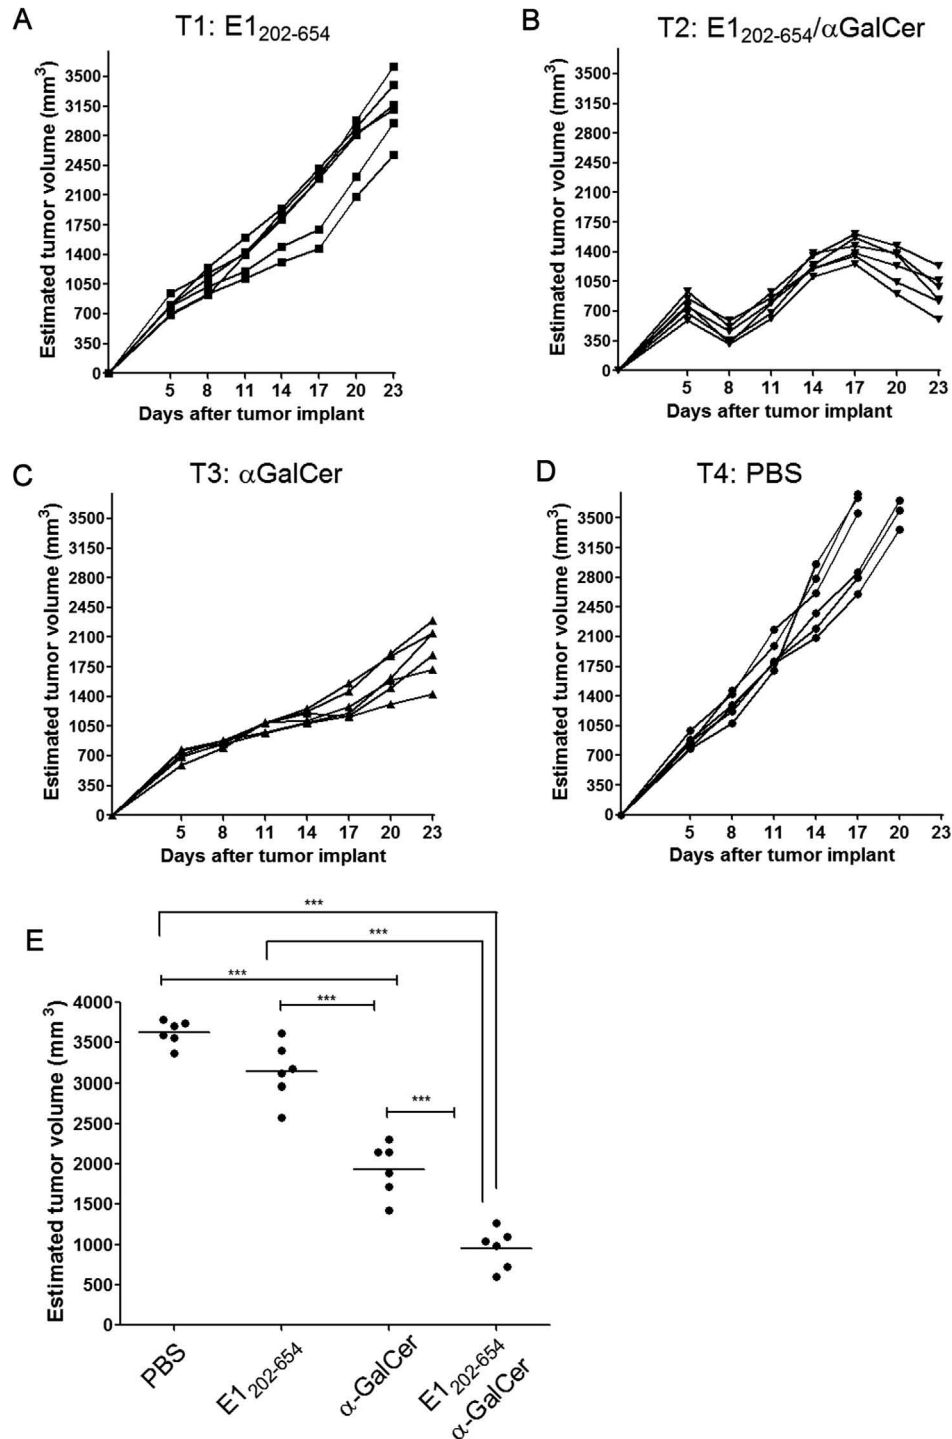 A
T1: E1202-654
Estimated tumor volume (mm3)
3500
3150
2800
2450
2100
1750
1400
1050
700
350
0
5 8 11 14 17 20 23
Days after tumor implant
B
T2: E1202-654/αGalCer
Estimated tumor volume (mm3)
3500
3150
2800
2450
2100
1750
1400
1050
700
350
0
5 8 11 14 17 20 23
Days after tumor implant
C
T3: αGalCer
Estimated tumor volume (mm3)
3500
3150
2800
2450
2100
1750
1400
1050
700
350
0
5 8 11 14 17 20 23
Days after tumor implant
D
T4: PBS
Estimated tumor volume (mm3)
3500
3150
2800
2450
2100
1750
1400
1050
700
350
0
5 8 11 14 17 20 23
Days after tumor implant
E
***
***
***
***
***
Estimated tumor volume (mm3)
4000
3500
3000
2500
2000
1500
1000
500
0
PBS
E1202-654
α-GalCer
E1202-654
α-GalCer